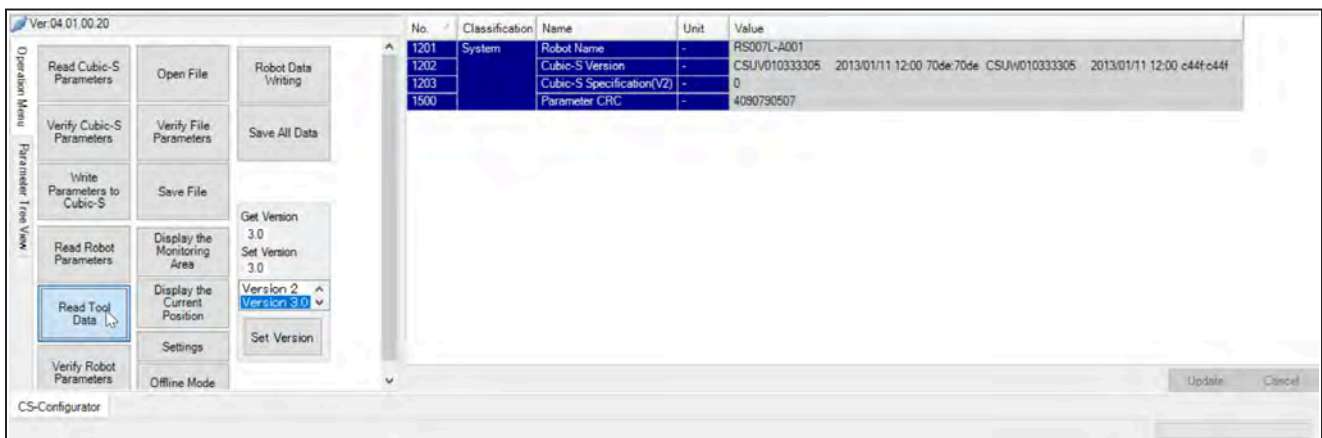 Ver:04.01.00.20
Operation Menu
Parameter Tree View
Read Cubic-S
Parameters
Open File
Robot Data
Writing
Verify Cubic-S
Parameters
Verify File
Parameters
Save All Data
Write
Parameters to
Cubic-S
Save File
Get Version
3.0
Set Version
3.0
Read Robot
Parameters
Display the
Monitoring
Area
Version 2
Version 3.0
Read Tool
Data
Display the
Current
Position
Set Version
Settings
Verify Robot
Parameters
Offline Mode
No. Classification Name Unit Value
1201 System Robot Name - RS007L-A001
1202 Cubic-S Version - CSUV010333305 2013/01/11 12:00 70de:70de CSUW010333305 2013/01/11 12:00 c44f:c44f
1203 Cubic-S Specification(V2) - 0
1500 Parameter CRC - 4090790507
Update Cancel
CS-Configurator